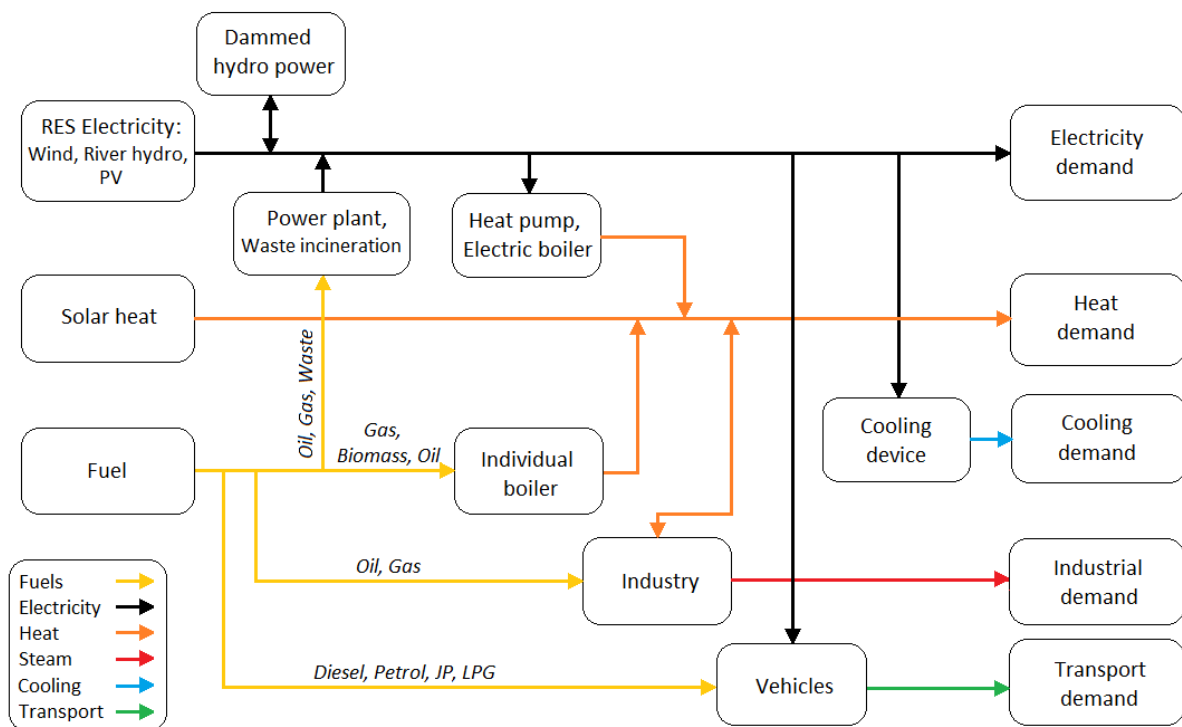 Dammed
hydro power
RES Electricity:
Wind, River hydro,
PV
Electricity
demand
Power plant,
Waste incineration
Heat pump,
Electric boiler
Solar heat
Heat
demand
Oil, Gas, Waste
Gas,
Biomass, Oil
Fuel
Individual
boiler
Cooling
device
Cooling
demand
Oil, Gas
Industry
Industrial
demand
Diesel, Petrol, JP, LPG
Vehicles
Transport
demand
Fuels
Electricity
Heat
Steam
Cooling
Transport